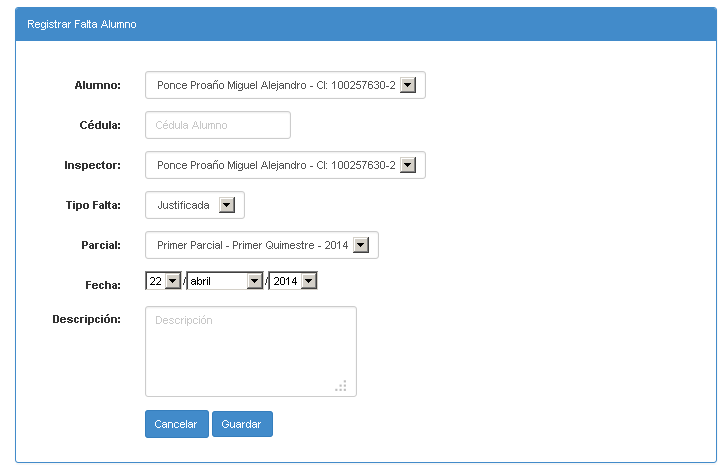 Registrar Falta Alumno
Alumno: Ponce Proaño Miguel Alejandro - CI: 100257630-2
Cédula: Cédula Alumno
Inspector: Ponce Proaño Miguel Alejandro - CI: 100257630-2
Tipo Falta: Justificada
Parcial: Primer Parcial - Primer Quimestre - 2014
Fecha: 22 / abril / 2014
Descripción: Descripción
Cancelar Guardar